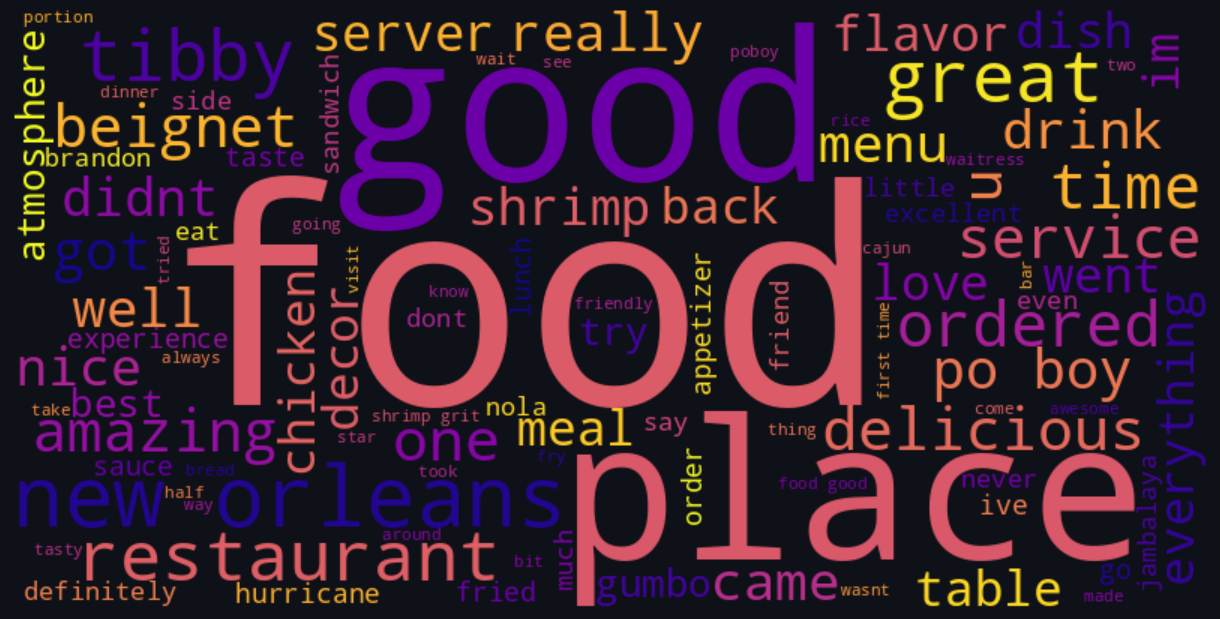 portion
tibby
server really
good
flavor dish
im
atmosphere
wait
see
poboy
great
two
dinner
side
sandwich
beignet
rice
menu
drink
brandon
taste
waitress
didnt
food
shrimp back
little
u
time
excellent
eat
going
got
tried
service
visit
lunch
cajun
appetizer
love
bar
went
know
friendly
friend
even
well
chicken
decor
dont
try
first time
ordered
everything
experience
nice
always
po boy
take
best
shrimp grit
nola
meal
say
place
come
awesome
amazing
star
one
thing
delicious
sauce
bread
fry
order
took
food good
never
jambalaya
new orleans
half
way
ive
around
tasty
restaurant
bit
much
go
definitely
hurricane
fried
gumbo
came
wasnt
table
made